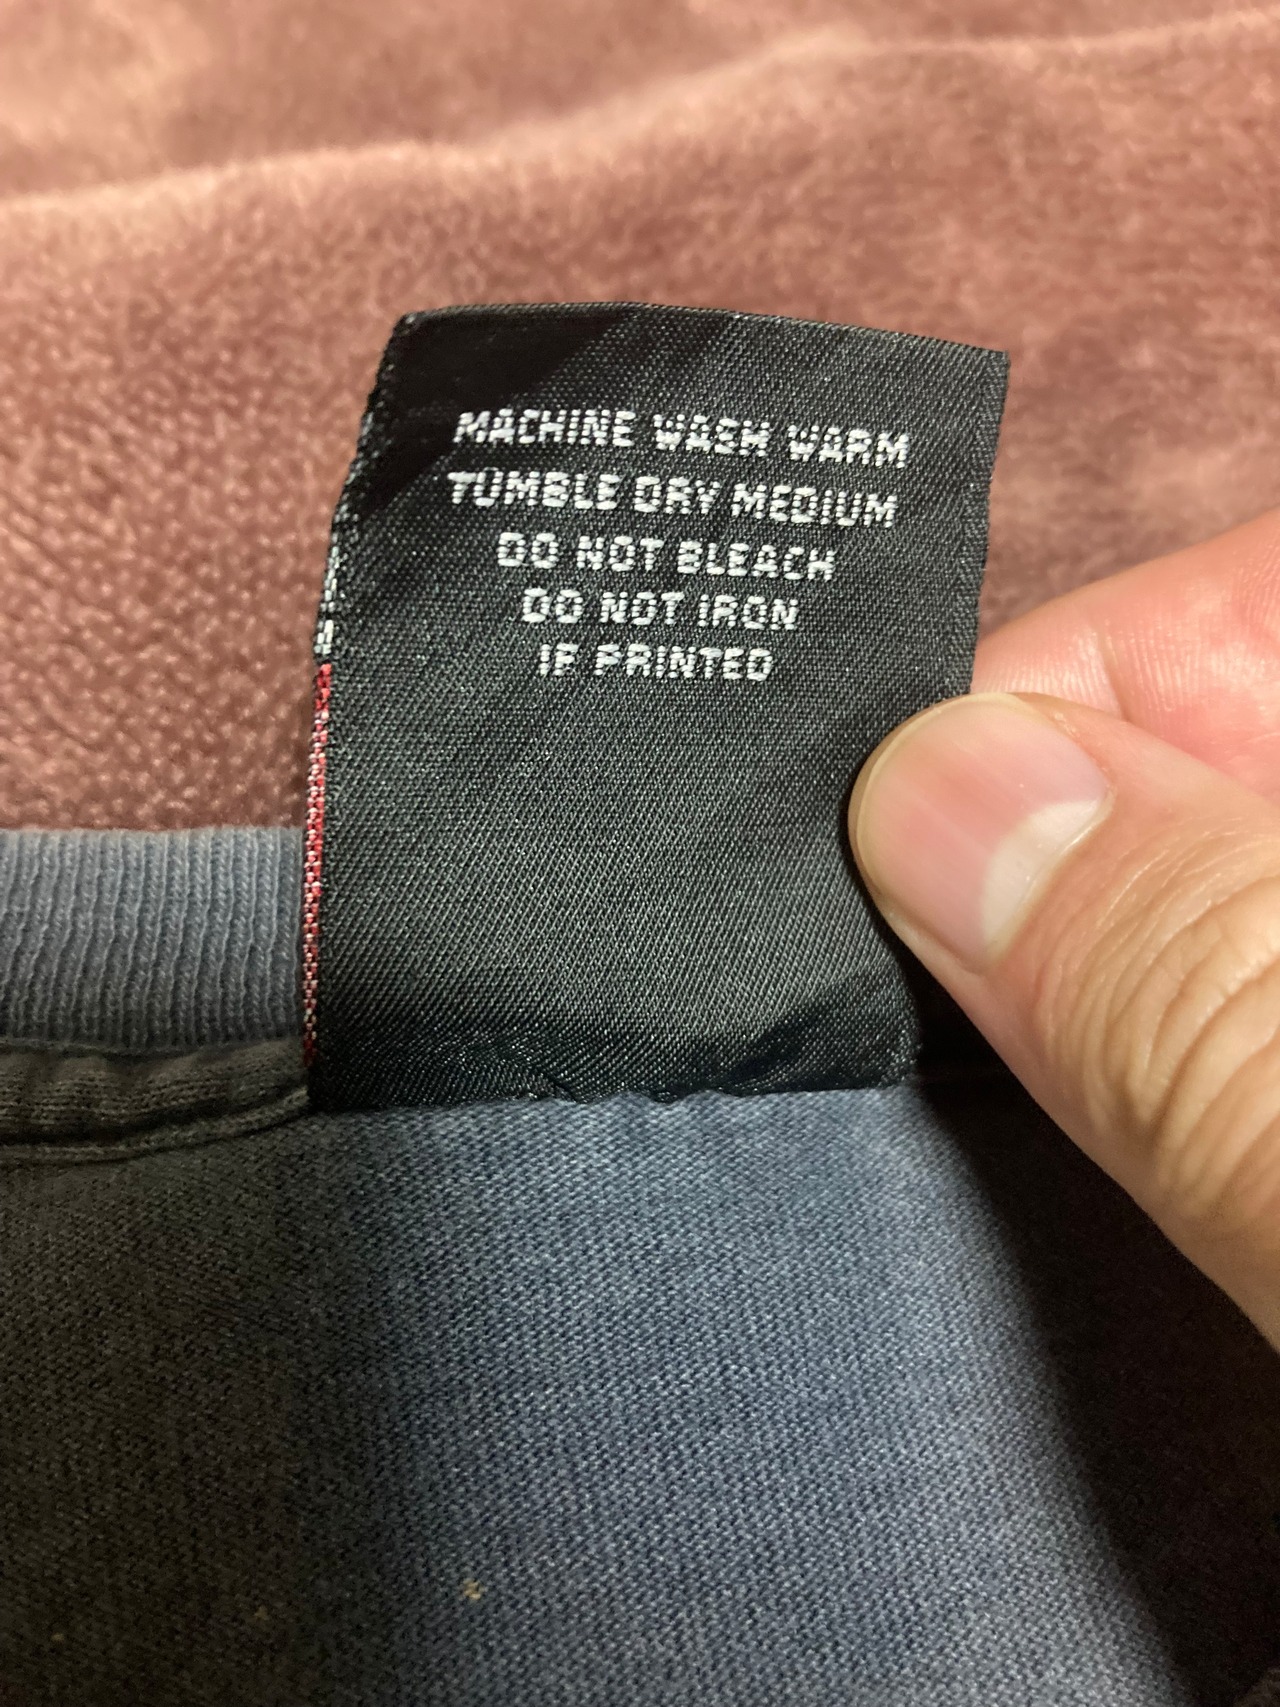 MACHINE WASH WARM
TUMBLE DRY MEDIUM
DO NOT BLEACH
DO NOT IRON
IF PRINTED